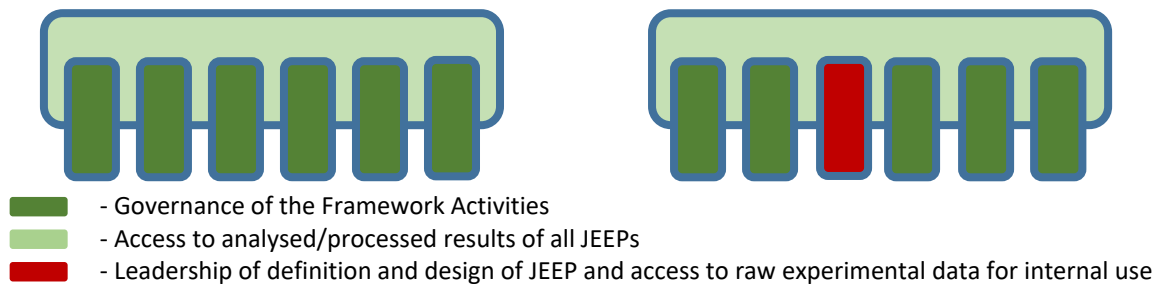 - Governance of the Framework Activities
- Access to analysed/processed results of all JEEPs
- Leadership of definition and design of JEEP and access to raw experimental data for internal use